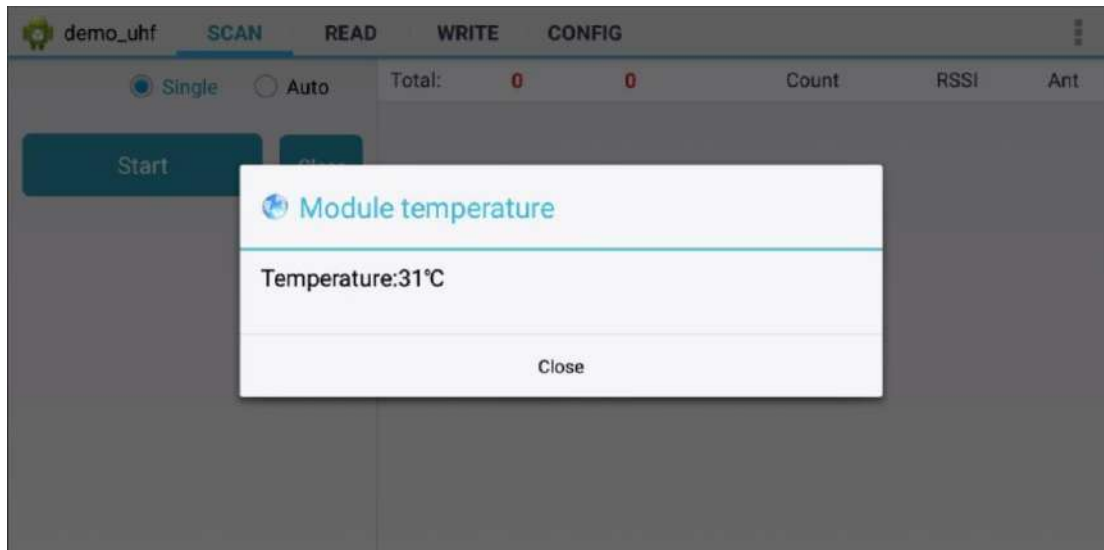 demo_uhf SCAN READ WRITE CONFIG
Single Auto Total: 0 0 Count RSSI Ant
Start
Module temperature
Temperature:31℃
Close